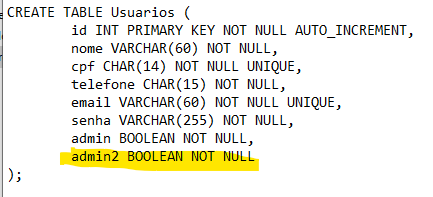 CREATE TABLE Usuarios (
id INT PRIMARY KEY NOT NULL AUTO_INCREMENT,
nome VARCHAR(60) NOT NULL,
cpf CHAR(14) NOT NULL UNIQUE,
telefone CHAR(15) NOT NULL,
email VARCHAR(60) NOT NULL UNIQUE,
senha VARCHAR(255) NOT NULL,
admin BOOLEAN NOT NULL,
admin2 BOOLEAN NOT NULL
);